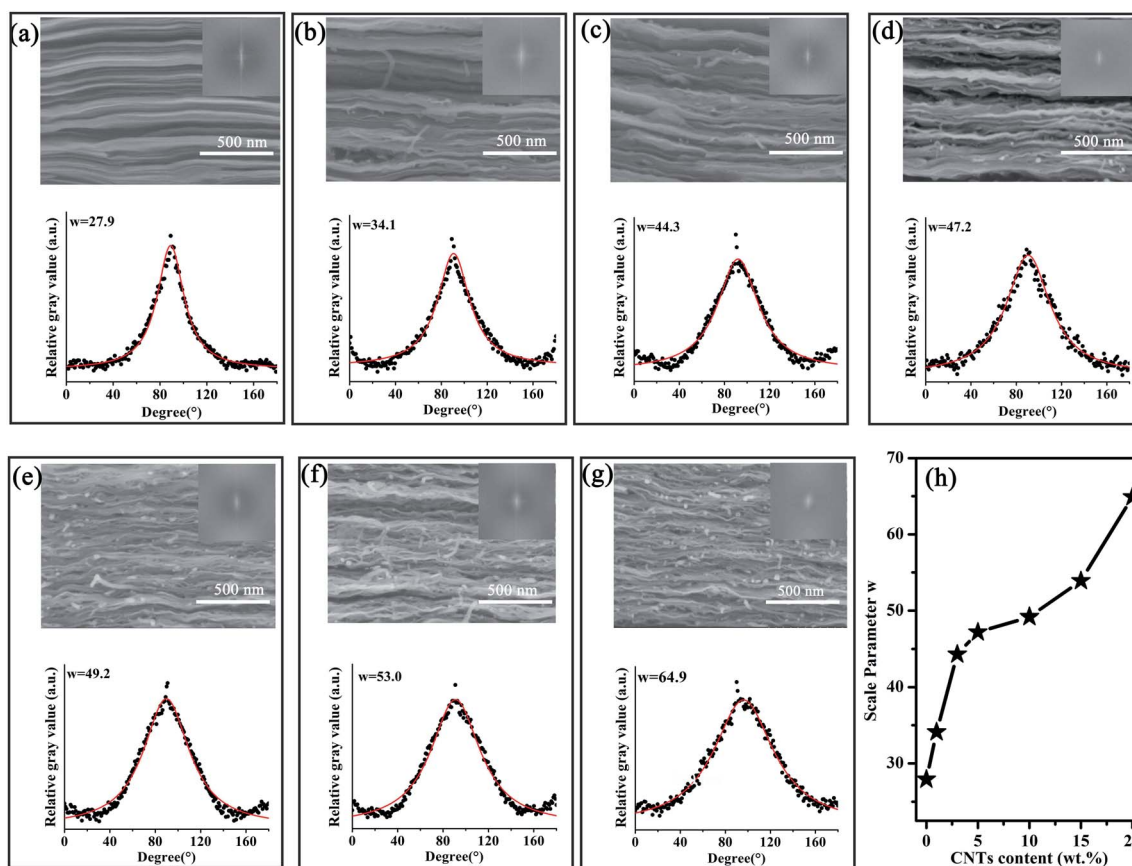 (a)
500 nm
Relative gray value (a.u.)
w=27.9
0 40 80 120 160
Degree(°)
(b)
500 nm
Relative gray value (a.u.)
w=34.1
0 40 80 120 160
Degree(°)
(c)
500 nm
Relative gray value (a.u.)
w=44.3
0 40 80 120 160
Degree(°)
(d)
500 nm
Relative gray value (a.u.)
w=47.2
0 40 80 120 160
Degree(°)
(e)
500 nm
Relative gray value (a.u.)
w=49.2
0 40 80 120 160
Degree(°)
(f)
500 nm
Relative gray value (a.u.)
w=53.0
0 40 80 120 160
Degree(°)
(g)
500 nm
Relative gray value (a.u.)
w=64.9
0 40 80 120 160
Degree(°)
(h)
Scale Parameter w
70
60
50
40
30
0 5 10 15
CNTs content (wt.%)